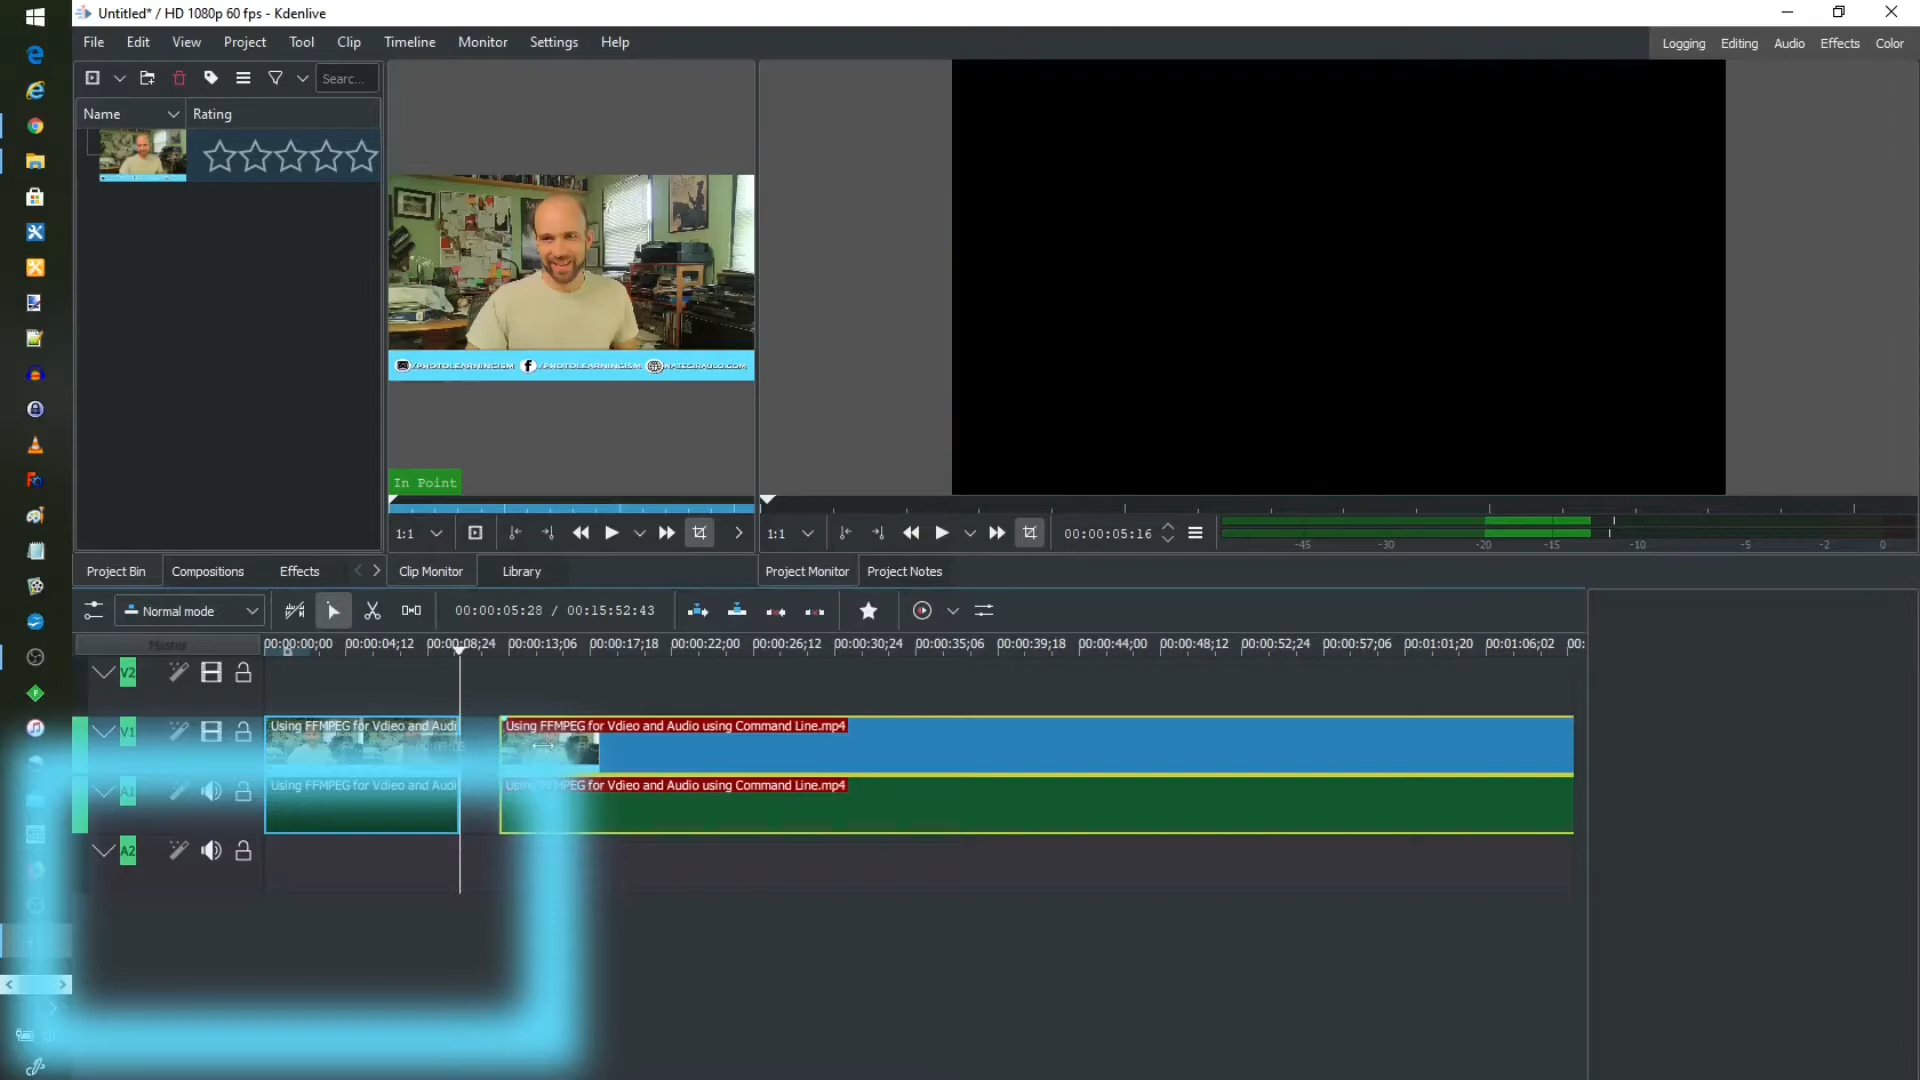 Untitled* / HD 1080p 60 fps - Kdenlive
File Edit View Project Tool Clip Timeline Monitor Settings Help
Logging Editing Audio Effects Color
Searc...
Name Rating
/PHOTOLEARNINGISM /PHOTOLEARNINGISM
In Point
1:1
1:1 00:00:05:16
-45 -30 -20 -15 -10 -5 -2 0
Project Bin Compositions Effects Clip Monitor Library Project Monitor Project Notes
Normal mode 00:00:05:28 / 00:15:52:43
Master 00:00:00;00 00:00:04;12 00:00:08;24 00:00:13;06 00:00:17;18 00:00:22;00 00:00:26;12 00:00:30;24 00:00:35;06 00:00:39;18 00:00:44;00 00:00:48;12 00:00:52;24 00:00:57;06 00:01:01;20 00:01:06;02 00:
V2
V1 Using FFMPEG for Vdieo and Audi Using FFMPEG for Vdieo and Audio using Command Line.mp4
A1 Using FFMPEG for Vdieo and Audi Using FFMPEG for Vdieo and Audio using Command Line.mp4
A2